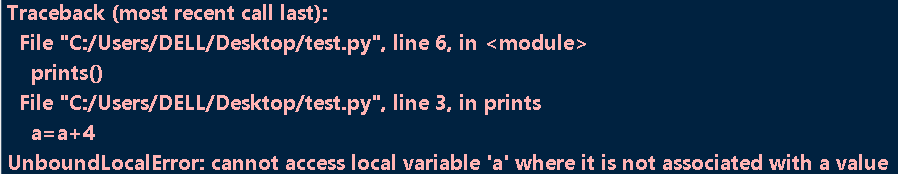 Traceback (most recent call last):
  File "C:/Users/DELL/Desktop/test.py", line 6, in <module>
    prints()
  File "C:/Users/DELL/Desktop/test.py", line 3, in prints
    a=a+4
UnboundLocalError: cannot access local variable 'a' where it is not associated with a value